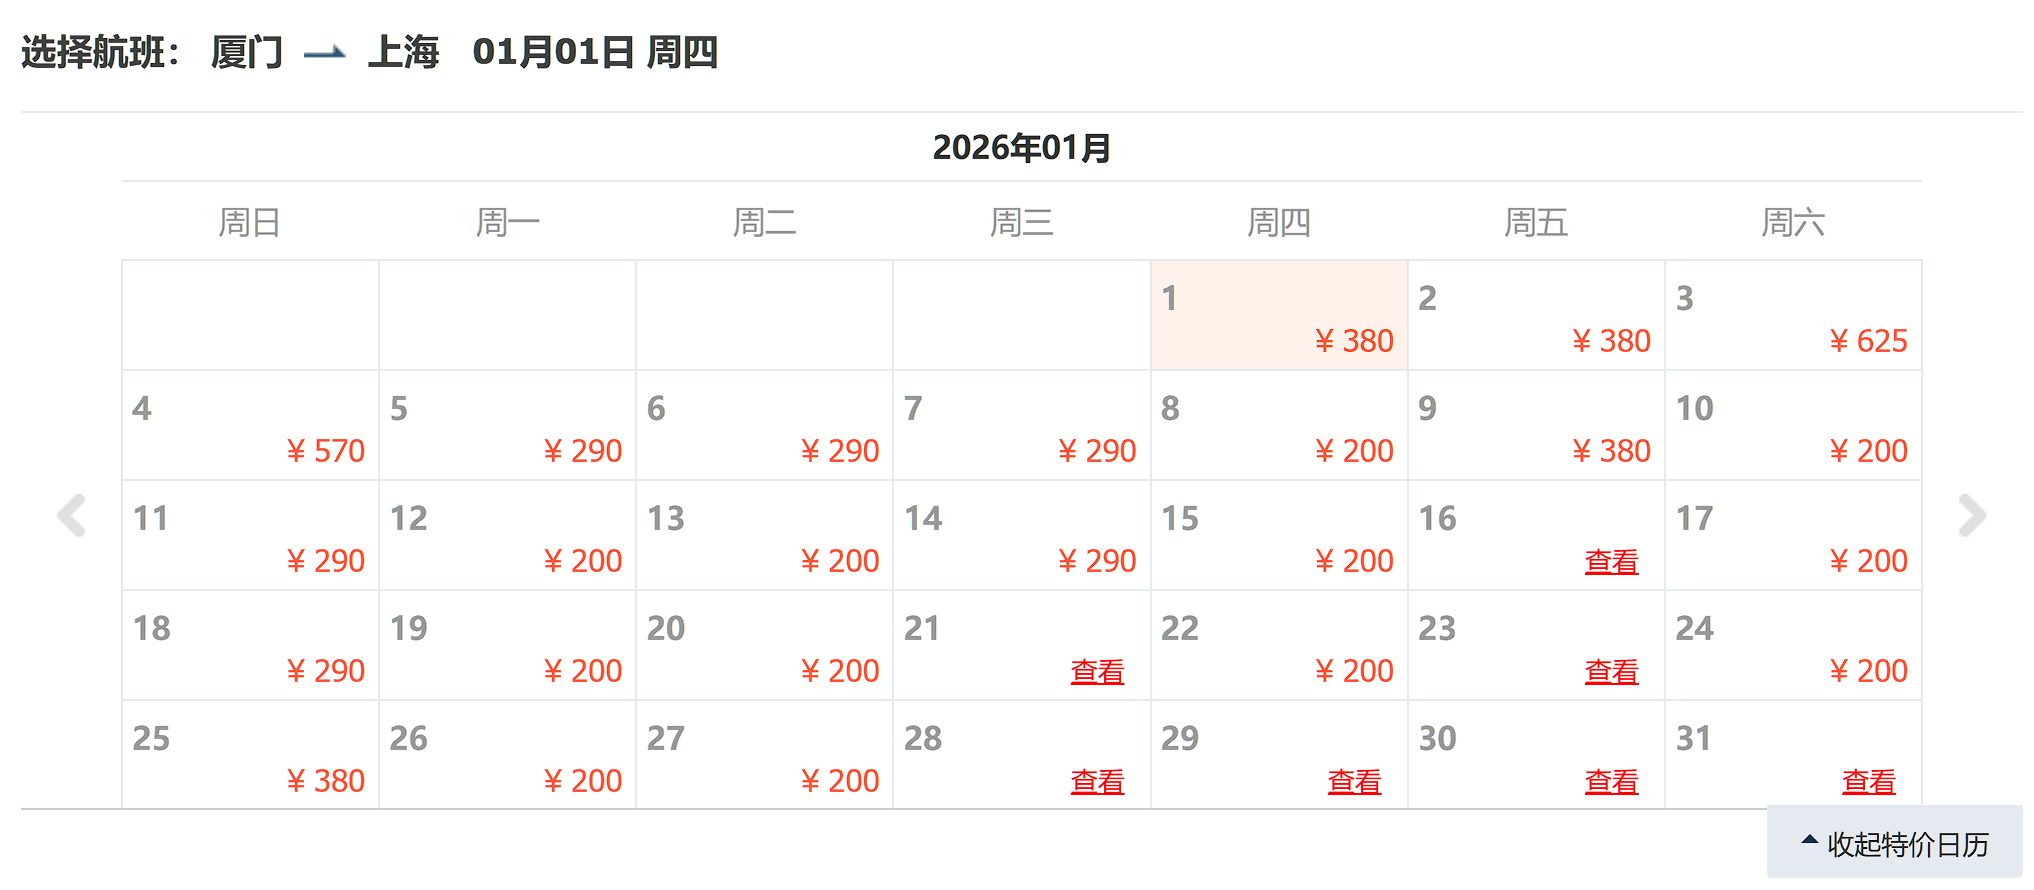 选择航班： 厦门 上海 01月01日 周四
2026年01月
周日 周一 周二 周三 周四 周五 周六
1 2 3
¥ 380 ¥ 380 ¥ 625
4 5 6 7 8 9 10
¥ 570 ¥ 290 ¥ 290 ¥ 290 ¥ 200 ¥ 380 ¥ 200
11 12 13 14 15 16 17
¥ 290 ¥ 200 ¥ 200 ¥ 290 ¥ 200 查看 ¥ 200
18 19 20 21 22 23 24
¥ 290 ¥ 200 ¥ 200 查看 ¥ 200 查看 ¥ 200
25 26 27 28 29 30 31
¥ 380 ¥ 200 ¥ 200 查看 查看 查看 查看
收起特价日历